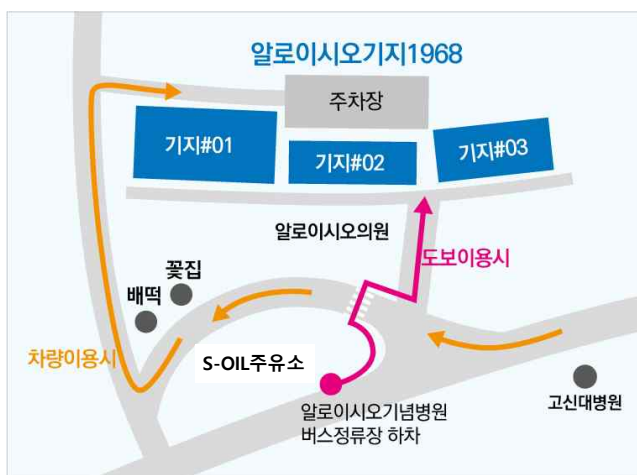 알로이시오기지1968
주차장
기지#01
기지#02
기지#03
알로이시오의원
도보이용시
꽃집
배떡
차량이용시
S-OIL주유소
고신대병원
알로이시오기념병원
버스정류장 하차